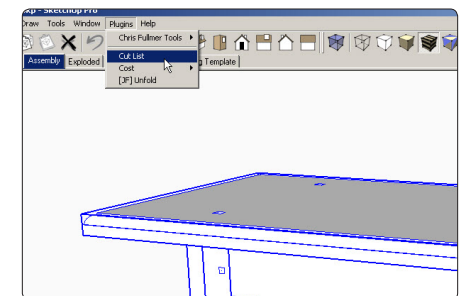 xp - SketchUp Pro
Draw Tools Window Plugins Help
Chris Fullmer Tools
Cut List
Cost
[JF] Unfold
Assembly Exploded
g Template